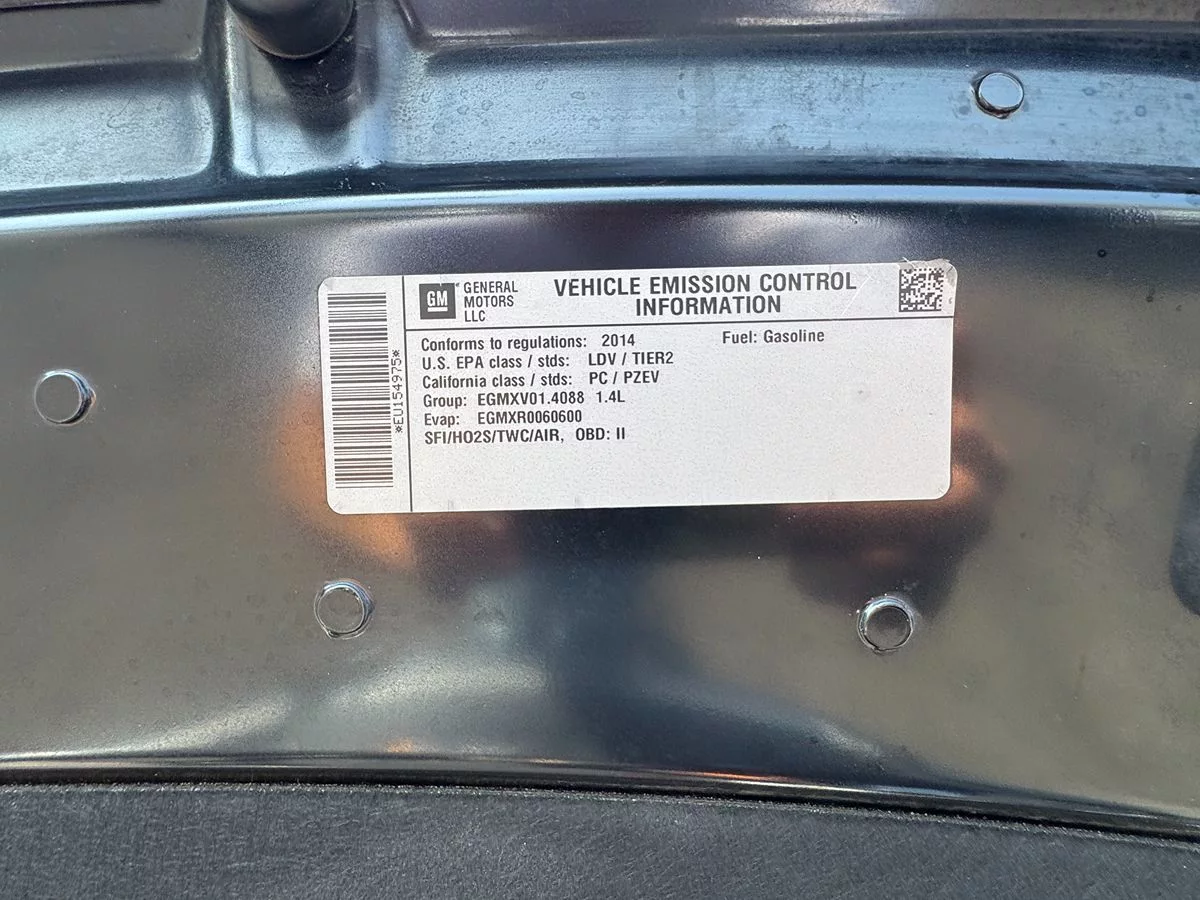 GM GENERAL
MOTORS
LLC
VEHICLE EMISSION CONTROL
INFORMATION
*EU154975*
Conforms to regulations: 2014 Fuel: Gasoline
U.S. EPA class / stds: LDV / TIER2
California class / stds: PC / PZEV
Group: EGMXV01.4088 1.4L
Evap: EGMXR0060600
SFI/HO2S/TWC/AIR, OBD: II